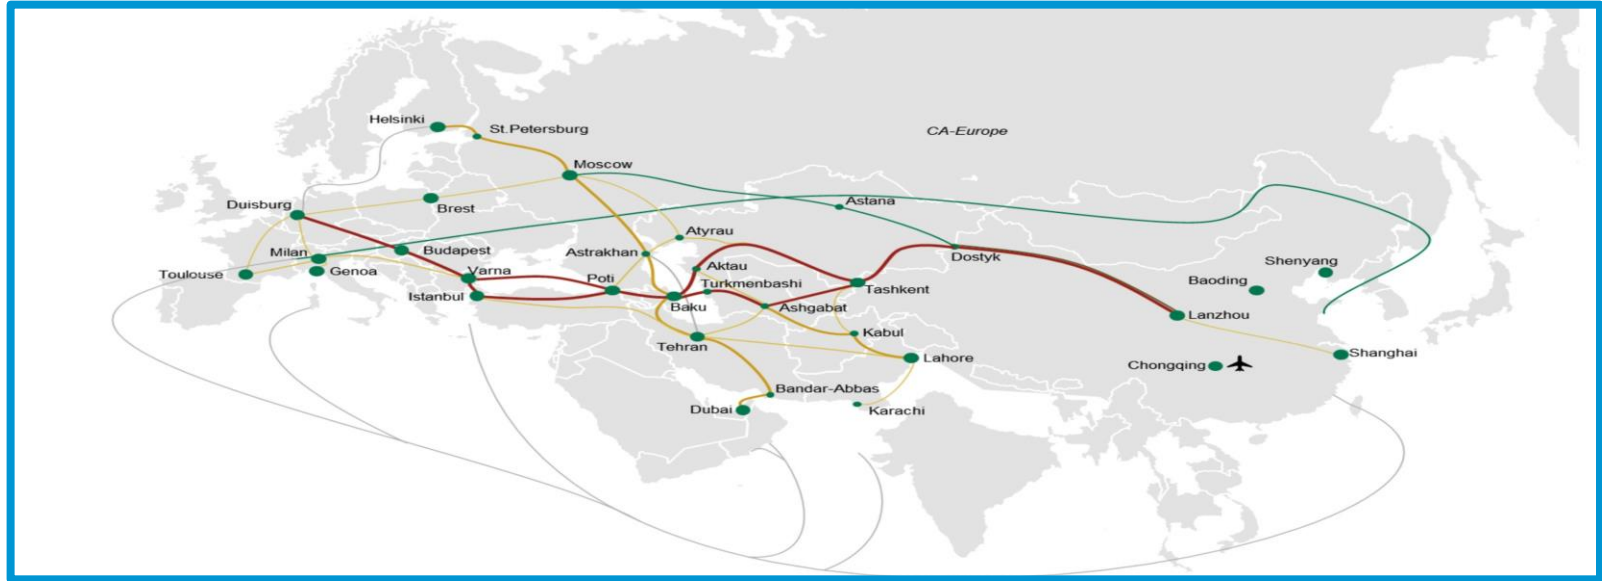 Helsinki
St.Petersburg
CA-Europe
Moscow
Duisburg
Brest
Astana
Atyrau
Milan
Budapest
Astrakhan
Dostyk
Shenyang
Toulouse
Genoa
Varna
Poti
Aktau
Turkmenbashi
Tashkent
Baoding
Istanbul
Baku
Ashgabat
Lanzhou
Tehran
Kabul
Lahore
Shanghai
Chongqing
Bandar-Abbas
Dubai
Karachi